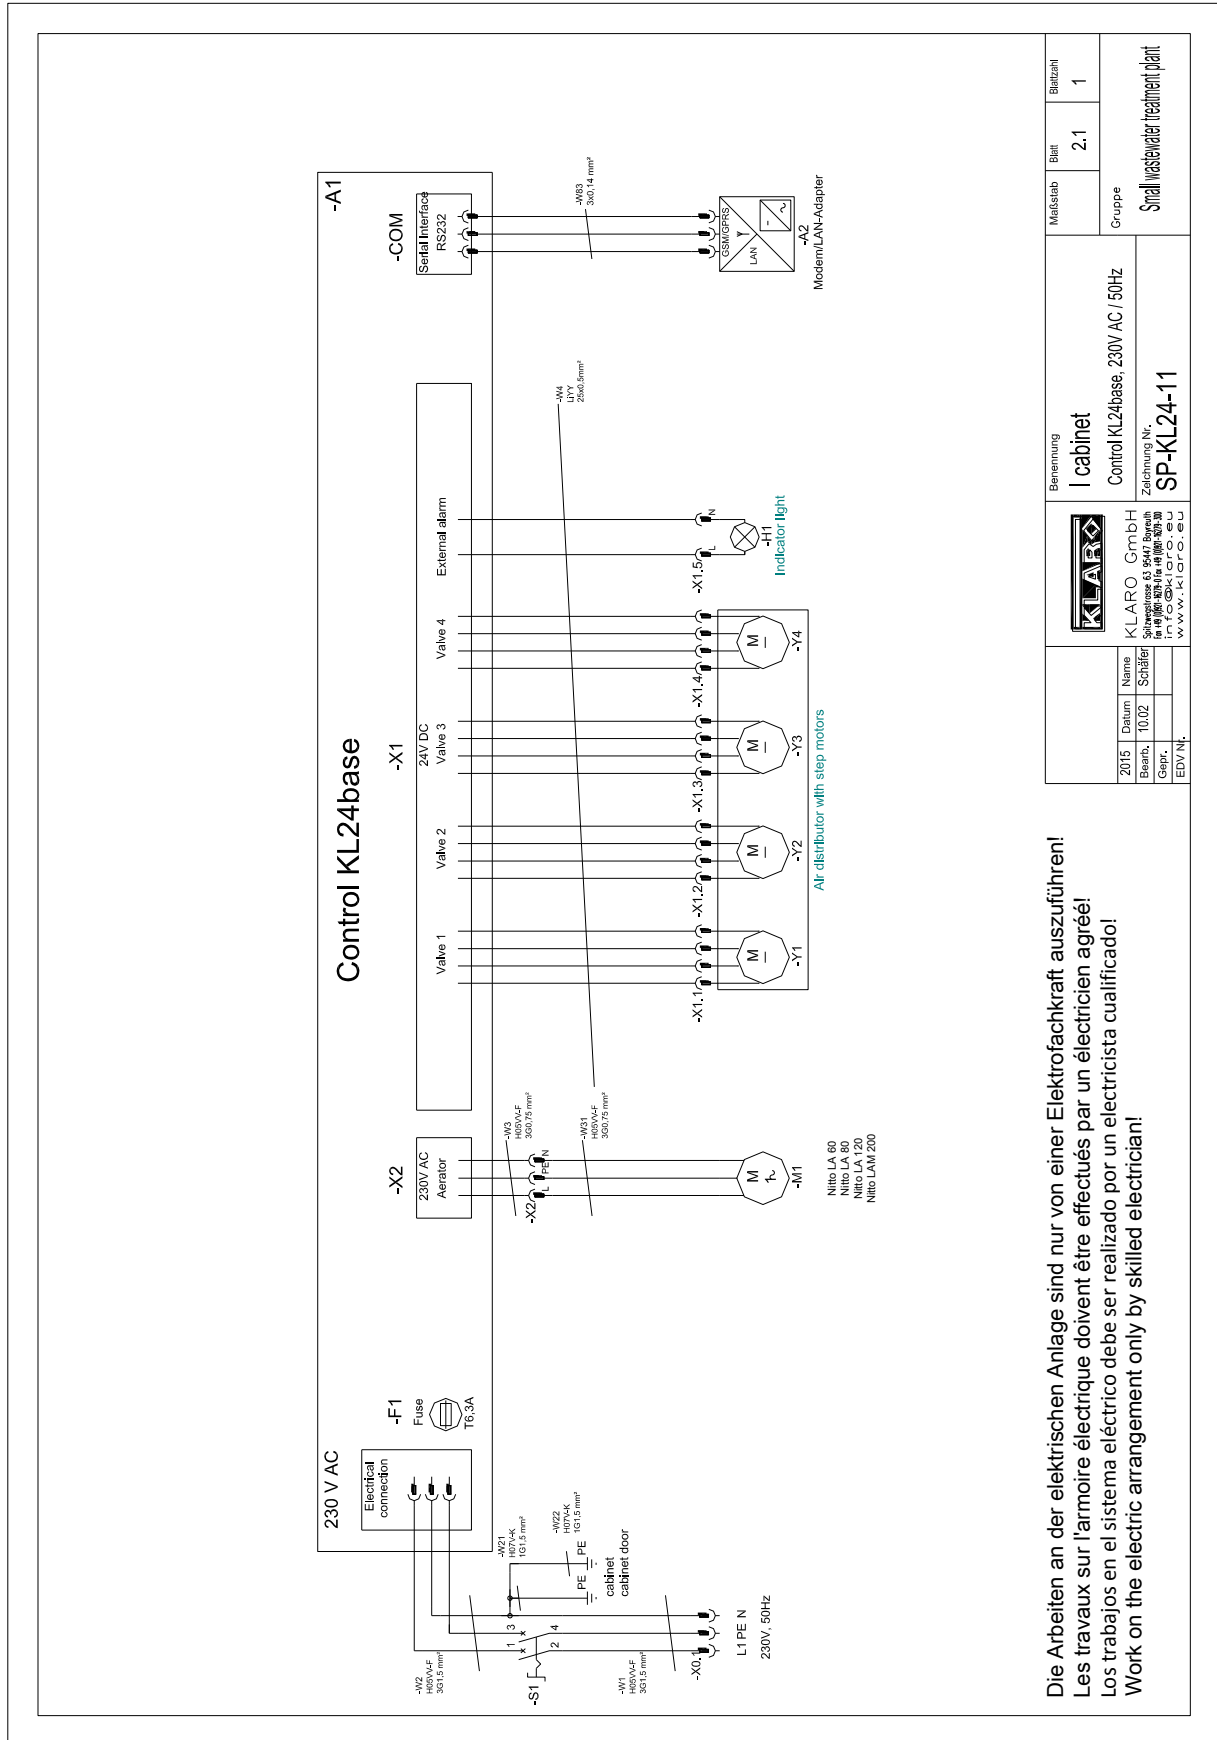 Control KL24base
-A1
230 V AC
Electrical
connection
-F1
Fuse
T6,3A
-X2
230V AC
Aerator
-X1
24V DC
Valve 1
Valve 2
Valve 3
Valve 4
External alarm
-COM
Serial Interface
RS232
-W2
H05VV-F
3G1,5 mm²
-W21
H07V-K
1G1,5 mm²
-W22
H07V-K
1G1,5 mm²
PE
PE
cabinet
cabinet door
-S1
1
3
2
4
-W1
H05VV-F
3G1,5 mm²
-X0.1
L1 PE N
230V, 50Hz
-W3
H05VV-F
3G0,75 mm²
-X2
L
PE
N
-W31
H05VV-F
3G0,75 mm²
M
-M1
Nitto LA 60
Nitto LA 80
Nitto LA 120
Nitto LAM 200
-W4
LiYY
25x0,5mm²
-X1.1
-X1.2
-X1.3
-X1.4
-X1.5
L
N
M
-Y1
M
-Y2
M
-Y3
M
-Y4
-H1
Indicator light
Air distributor with step motors
-W83
3x0,14 mm²
GSM/GPRS
LAN
-A2
Modem/LAN-Adapter
Die Arbeiten an der elektrischen Anlage sind nur von einer Elektrofachkraft auszuführen!
Les travaux sur l'armoire électrique doivent être effectués par un électricien agréé!
Los trabajos en el sistema eléctrico debe ser realizado por un electricista cualificado!
Work on the electric arrangement only by skilled electrician!
2015
Datum
Name
Bearb.
10.02
Schäfer
Gepr.
EDV Nr.
KLARO
KLARO GmbH
Spitzwegstrasse 63 95447 Bayreuth
info@klaro.eu
www.klaro.eu
Benennung
I cabinet
Control KL24base, 230V AC / 50Hz
Zeichnung Nr.
SP-KL24-11
Maßstab
Blatt
2.1
Blattzahl
1
Gruppe
Small wastewater treatment plant